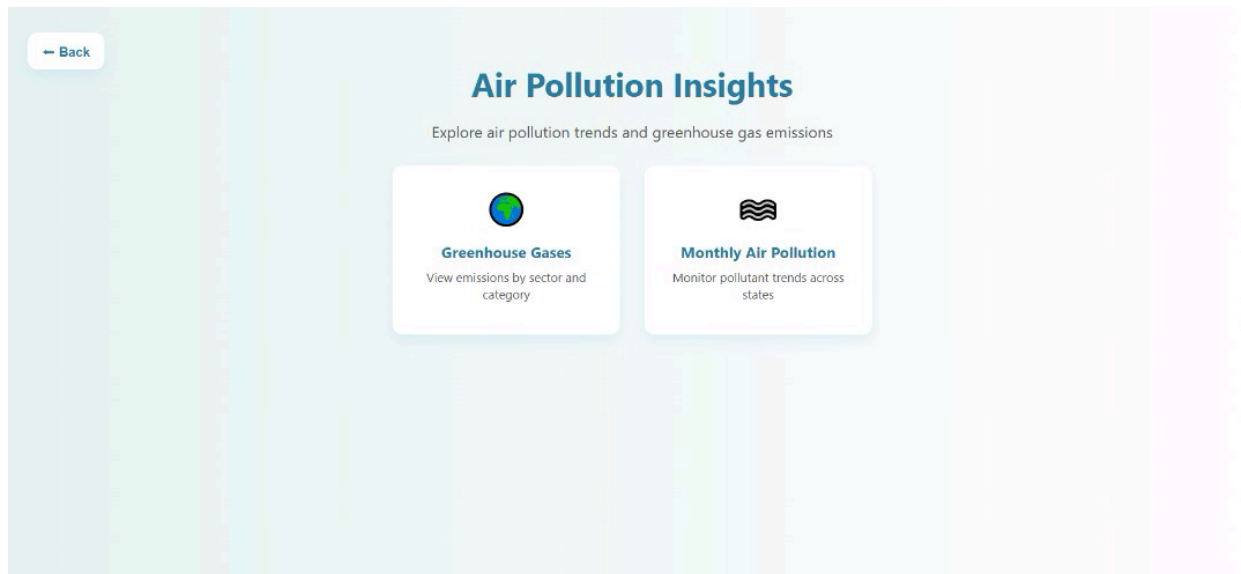 ← Back
Air Pollution Insights
Explore air pollution trends and greenhouse gas emissions
Greenhouse Gases
View emissions by sector and
category
Monthly Air Pollution
Monitor pollutant trends across
states